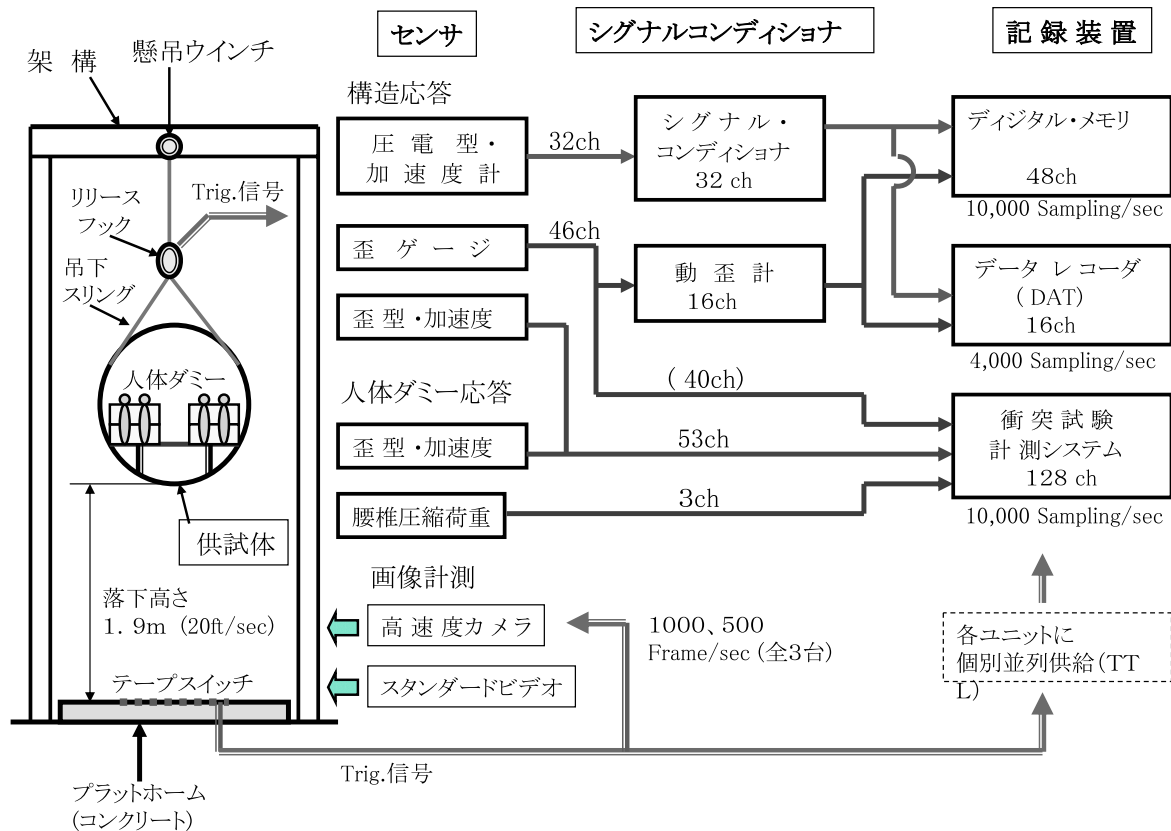 センサ
シグナルコンディショナ
記録装置
架構
懸吊ウインチ
リリース
フック
Trig.信号
吊下
スリング
人体ダミー
供試体
落下高さ
1.9m (20ft/sec)
テープスイッチ
プラットホーム
(コンクリート)
Trig.信号
構造応答
圧電型・
加速度計
32ch
シグナル・
コンディショナ
32 ch
ディジタル・メモリ
48ch
10,000 Sampling/sec
歪ゲージ
46ch
動歪計
16ch
データレコーダ
(DAT)
16ch
4,000 Sampling/sec
歪型・加速度
(40ch)
人体ダミー応答
歪型・加速度
53ch
衝突試験
計測システム
128 ch
10,000 Sampling/sec
腰椎圧縮荷重
3ch
画像計測
高速度カメラ
1000、500
Frame/sec (全3台)
スタンダードビデオ
各ユニットに
個別並列供給(TT
L)